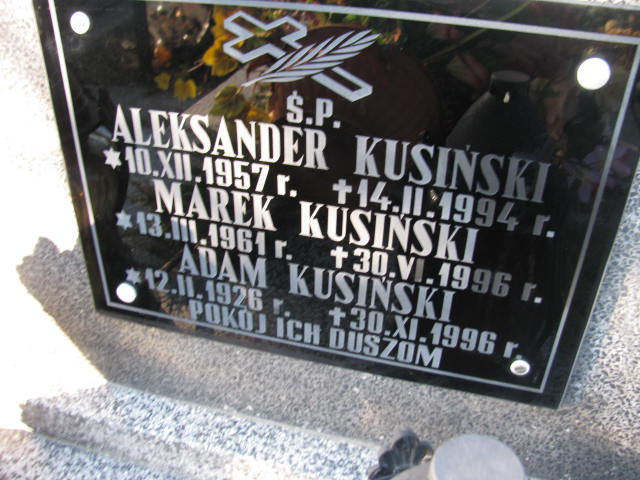 Ś.P.
ALEKSANDER KUSIŃSKI
*10.XII.1957 r. †14.II.1994 r.
MAREK KUSIŃSKI
*13.III.1961 r. †30.VI.1996 r.
ADAM KUSIŃSKI
*12.II.1926 r. †30.XI.1996 r.
POKÓJ ICH DUSZOM